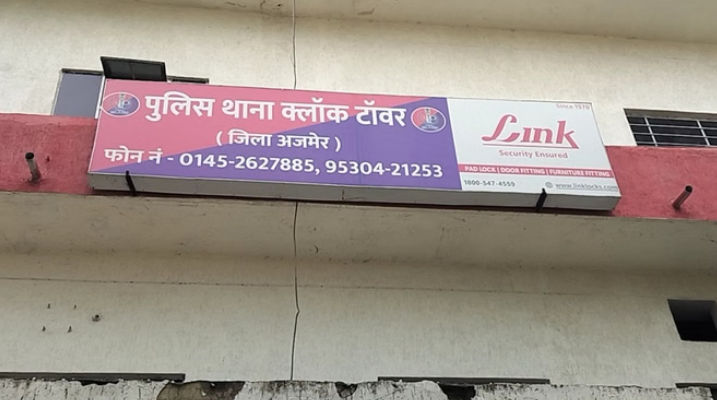 पुलिस थाना क्लॉक टॉवर
( जिला अजमेर )
फोन नं - 0145-2627885, 95304-21253
Since 1970
Link
Security Ensured
PAD LOCK | DOOR FITTING | FURNITURE FITTING
1800-547-4559
www.linklocks.com